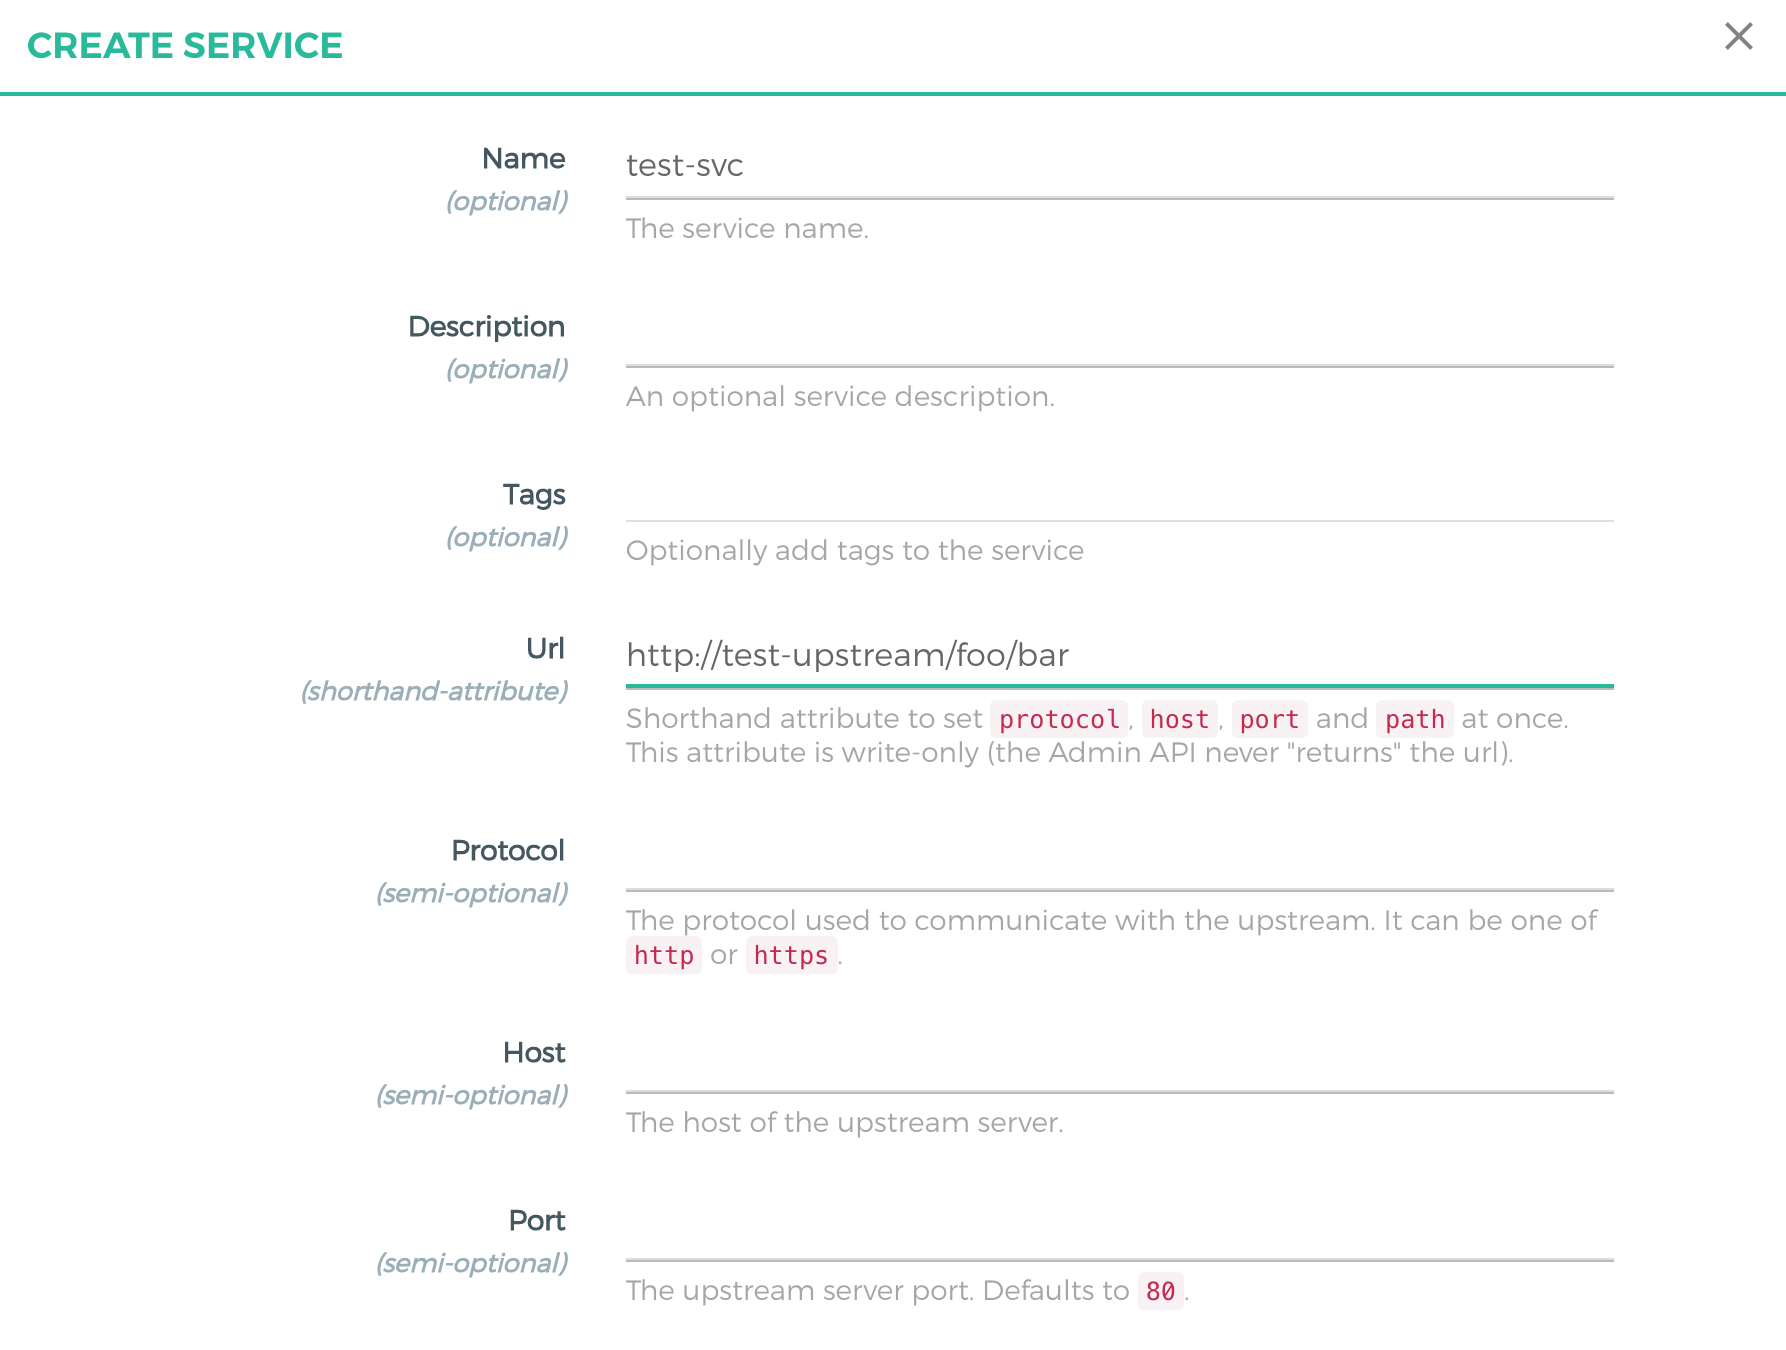 CREATE SERVICE
Name
(optional)
test-svc
The service name.
Description
(optional)
An optional service description.
Tags
(optional)
Optionally add tags to the service
Url
(shorthand-attribute)
http://test-upstream/foo/bar
Shorthand attribute to set protocol, host, port and path at once.
This attribute is write-only (the Admin API never "returns" the url).
Protocol
(semi-optional)
The protocol used to communicate with the upstream. It can be one of
http or https.
Host
(semi-optional)
The host of the upstream server.
Port
(semi-optional)
The upstream server port. Defaults to 80.